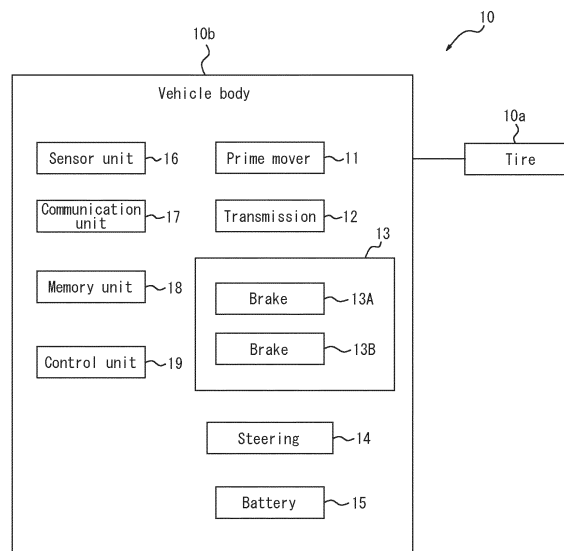 10
10b
Vehicle body
10a
Tire
Sensor unit 16
Prime mover 11
Communication
unit 17
Transmission 12
13
Memory unit 18
Brake 13A
Brake 13B
Control unit 19
Steering 14
Battery 15